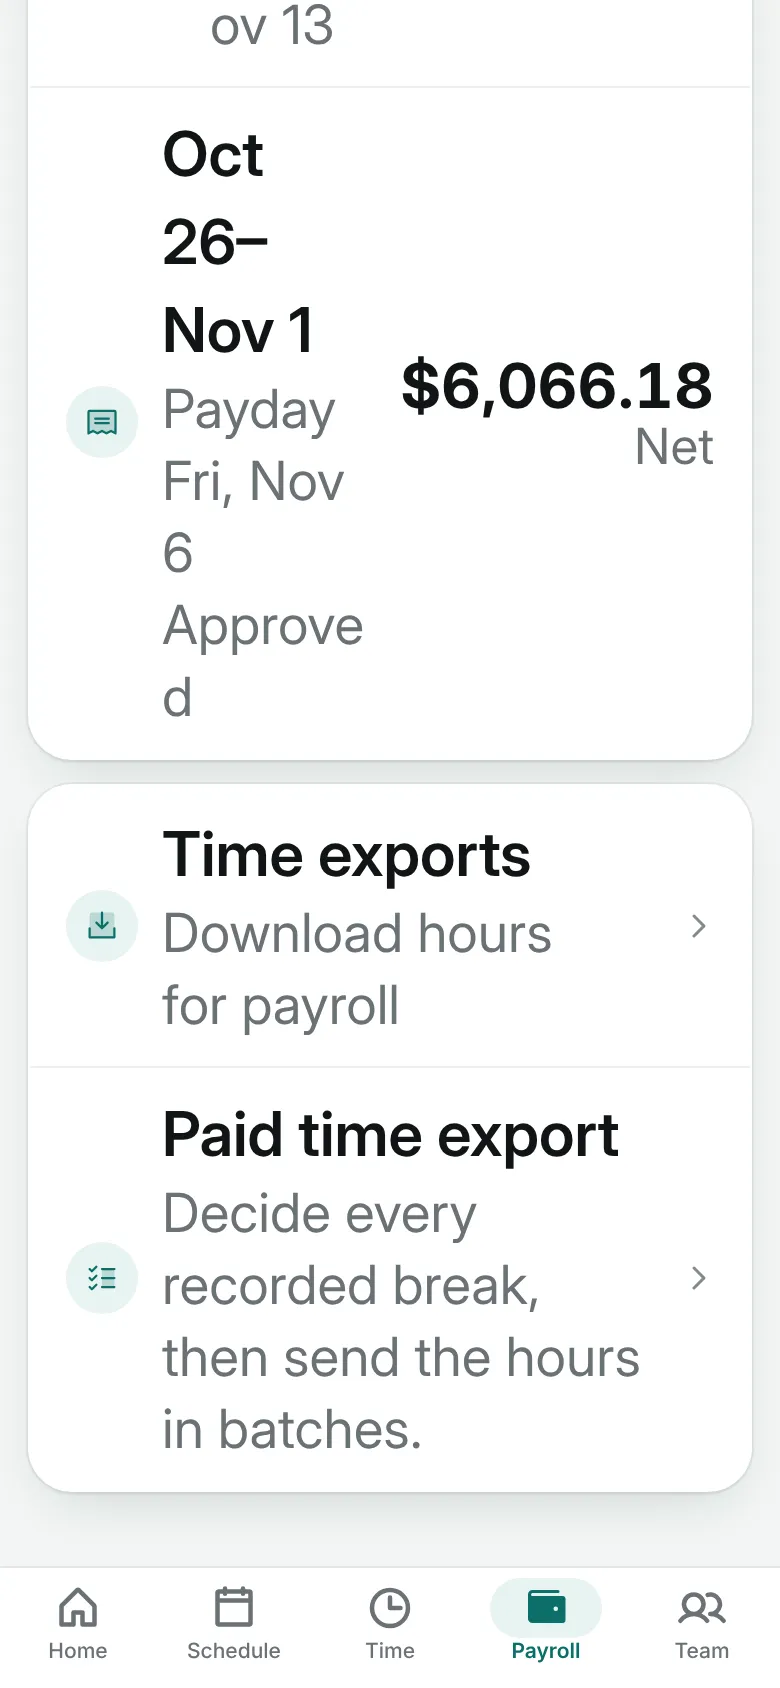 ov 13
Oct
26–
Nov 1
Payday
Fri, Nov
6
Approve
d
$6,066.18
Net
Time exports
Download hours
for payroll
Paid time export
Decide every
recorded break,
then send the hours
in batches.
Home
Schedule
Time
Payroll
Team